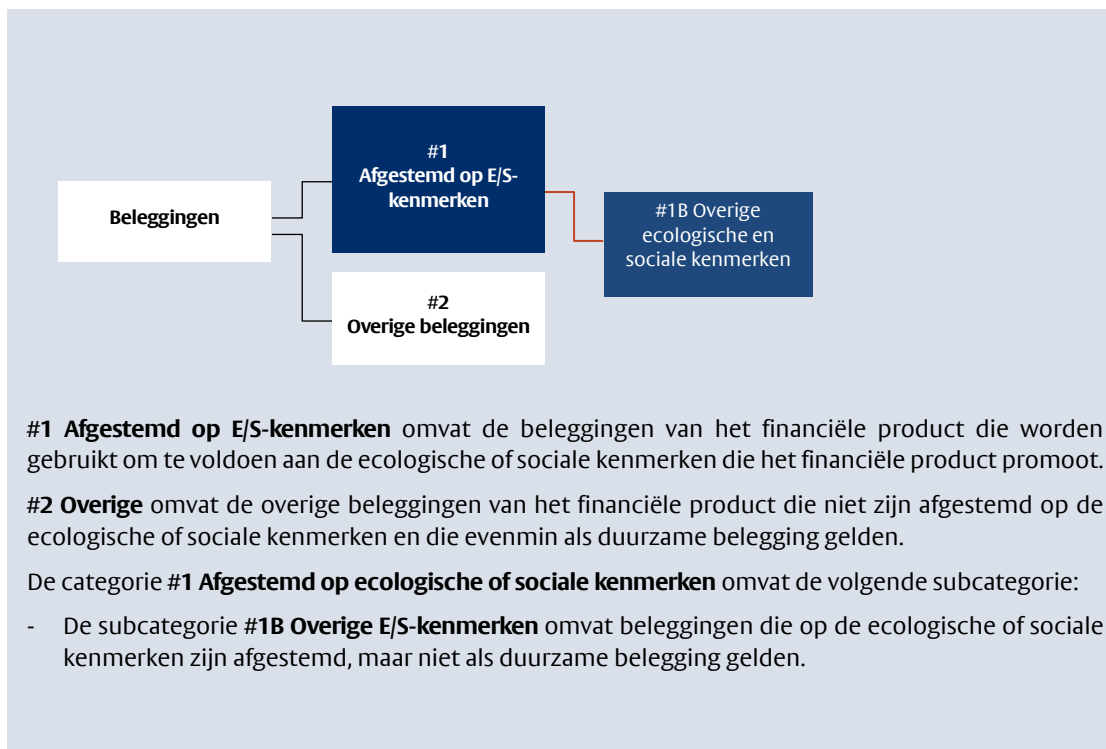 #1
Afgestemd op E/S-
kenmerken
Beleggingen
#1B Overige
ecologische en
sociale kenmerken
#2
Overige beleggingen
#1 Afgestemd op E/S-kenmerken omvat de beleggingen van het financiële product die worden
gebruikt om te voldoen aan de ecologische of sociale kenmerken die het financiële product promoot.
#2 Overige omvat de overige beleggingen van het financiële product die niet zijn afgestemd op de
ecologische of sociale kenmerken en die evenmin als duurzame belegging gelden.
De categorie #1 Afgestemd op ecologische of sociale kenmerken omvat de volgende subcategorie:
- De subcategorie #1B Overige E/S-kenmerken omvat beleggingen die op de ecologische of sociale
kenmerken zijn afgestemd, maar niet als duurzame belegging gelden.